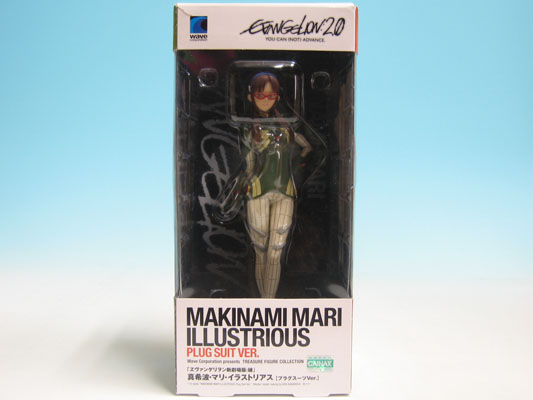 wave
EVANGELION:2.0
YOU CAN (NOT) ADVANCE.
MAKINAMI MARI
ILLUSTRIOUS
PLUG SUIT VER.
Wave Corporation presents TREASURE FIGURE COLLECTION
GAINAX
『ヱヴァンゲリヲン新劇場版:破』
真希波・マリ・イラストリアス [プラグスーツVer.]